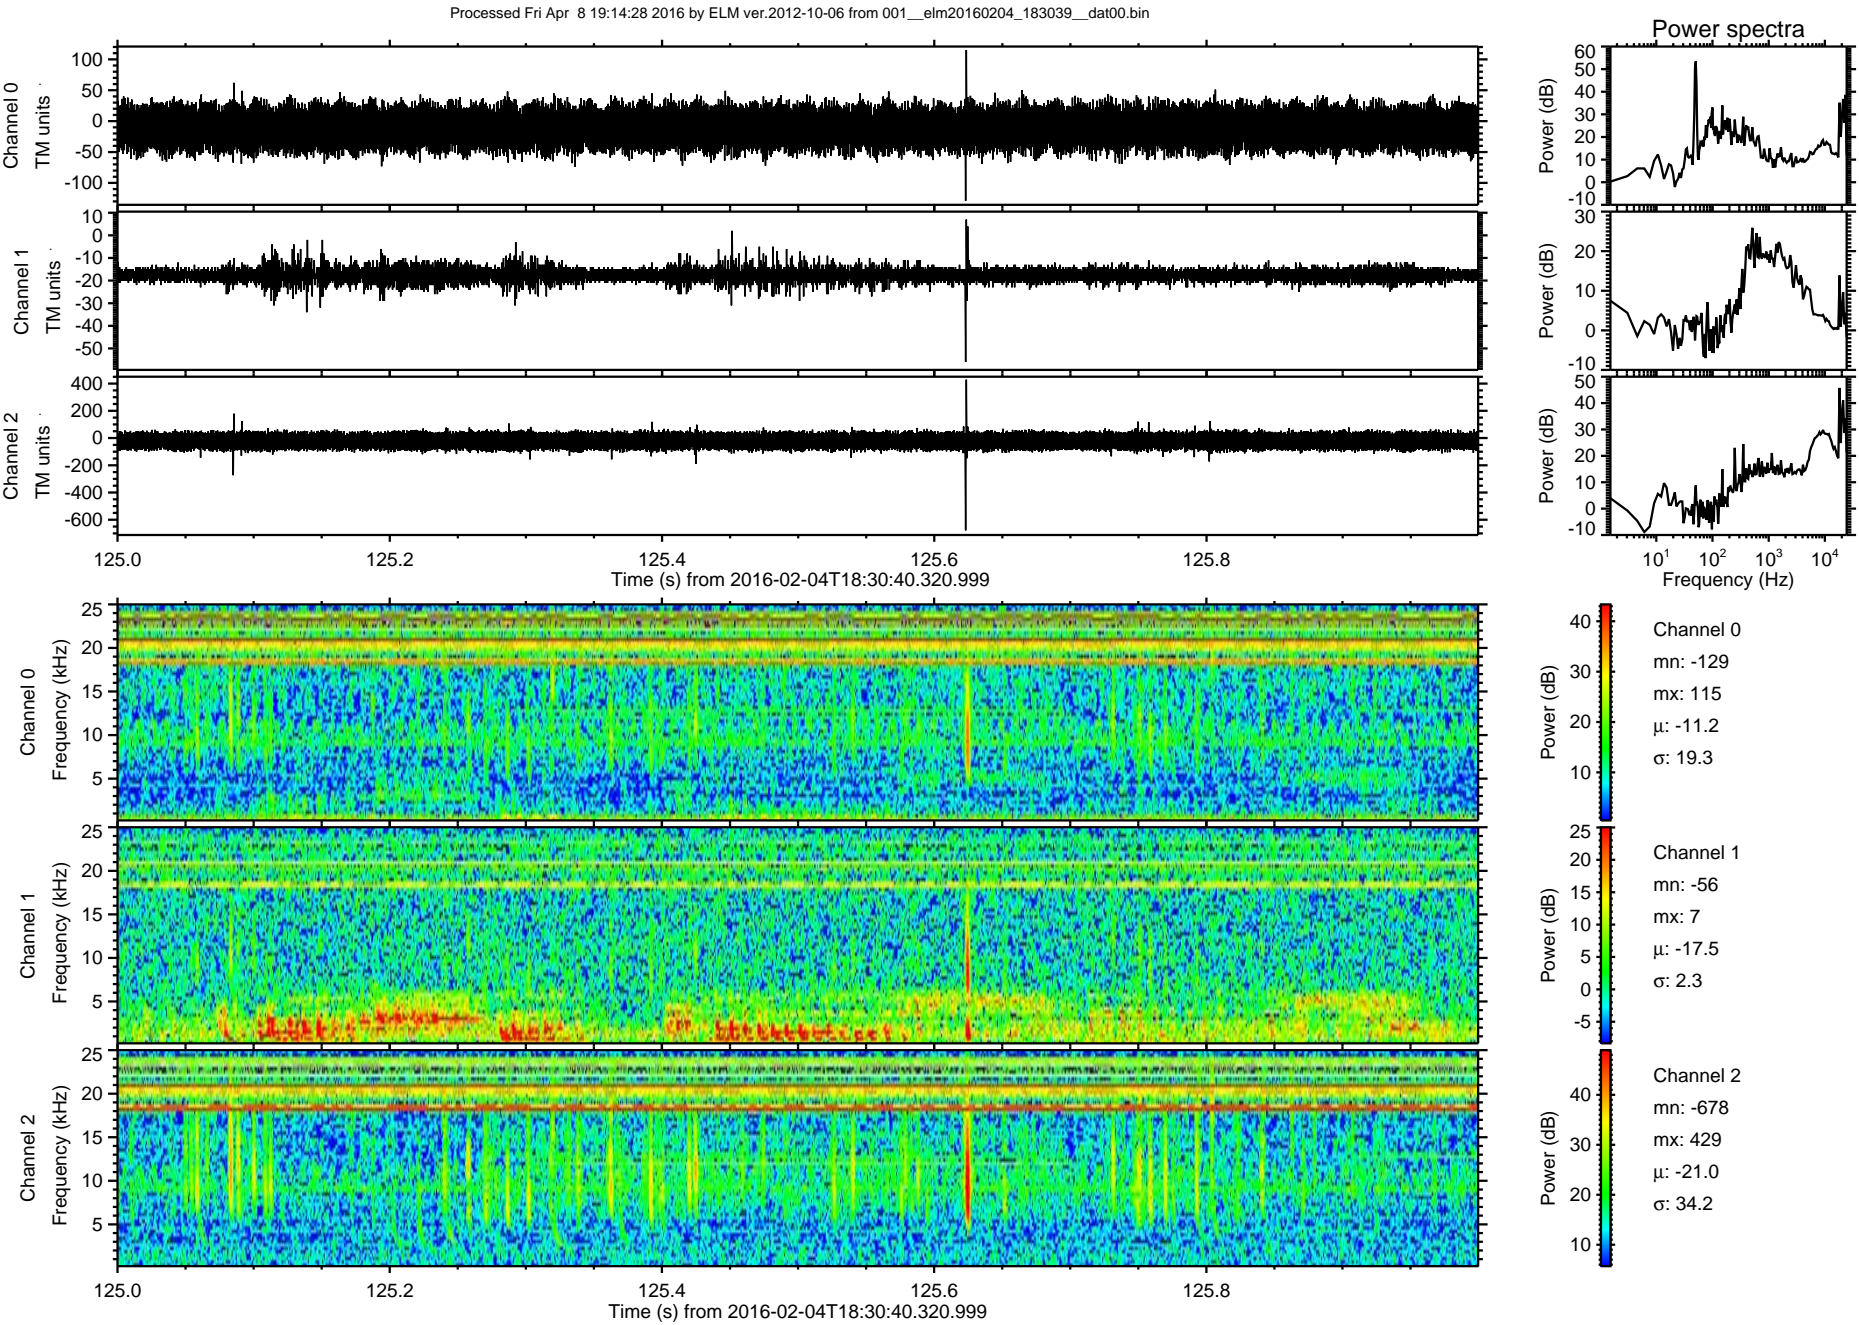 Processed Fri Apr 8 19:14:28 2016 by ELM ver.2012-10-06 from 001__elm20160204_183039__dat00.bin
Power spectra
Channel 0
TM units
100
50
0
-50
-100
Power (dB)
60
50
40
30
20
10
0
-10
Channel 1
TM units
10
0
-10
-20
-30
-40
-50
Power (dB)
30
20
10
0
-10
Channel 2
TM units
400
200
0
-200
-400
-600
Power (dB)
50
40
30
20
10
0
-10
125.0 125.2 125.4 125.6 125.8
Time (s) from 2016-02-04T18:30:40.320.999
10¹ 10² 10³ 10⁴
Frequency (Hz)
Channel 0
Frequency (kHz)
25
20
15
10
5
Power (dB)
40
30
20
10
Channel 0
mn: -129
mx: 115
μ: -11.2
σ: 19.3
Channel 1
Frequency (kHz)
25
20
15
10
5
Power (dB)
25
20
15
10
5
0
-5
Channel 1
mn: -56
mx: 7
μ: -17.5
σ: 2.3
Channel 2
Frequency (kHz)
25
20
15
10
5
Power (dB)
40
30
20
10
Channel 2
mn: -678
mx: 429
μ: -21.0
σ: 34.2
125.0 125.2 125.4 125.6 125.8
Time (s) from 2016-02-04T18:30:40.320.999